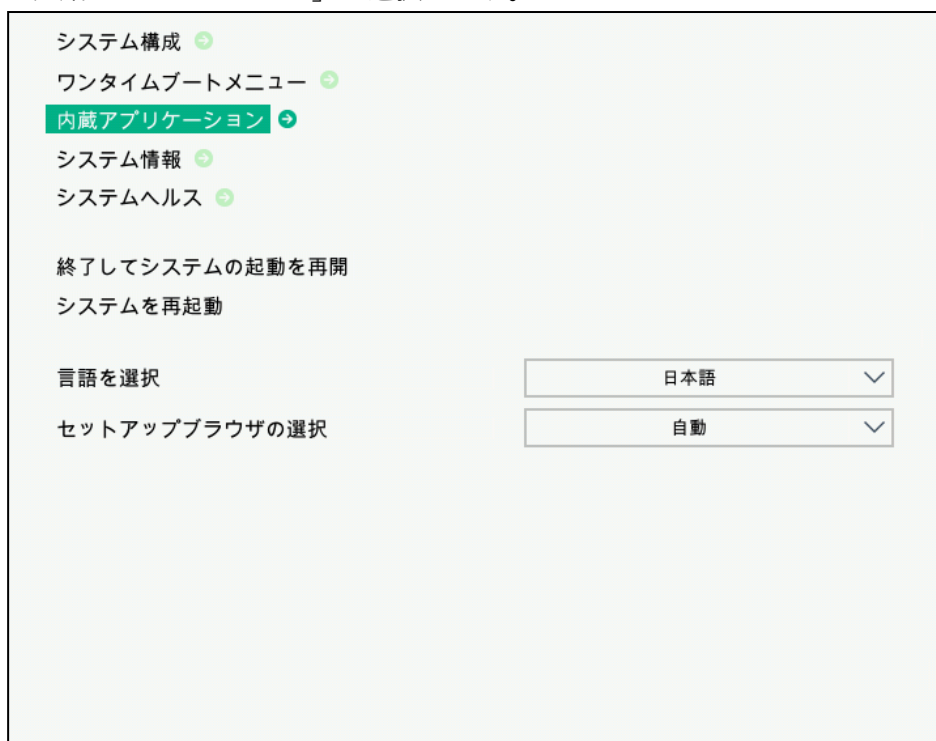 システム構成
ワンタイムブートメニュー
内蔵アプリケーション
システム情報
システムヘルス
終了してシステムの起動を再開
システムを再起動
言語を選択 日本語
セットアップブラウザの選択 自動